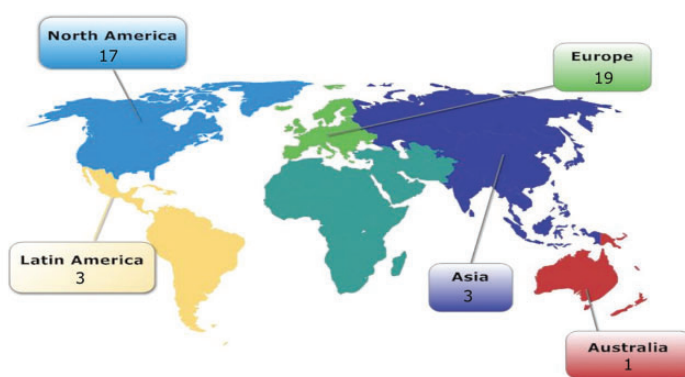 North America
17
Europe
19
Latin America
3
Asia
3
Australia
1